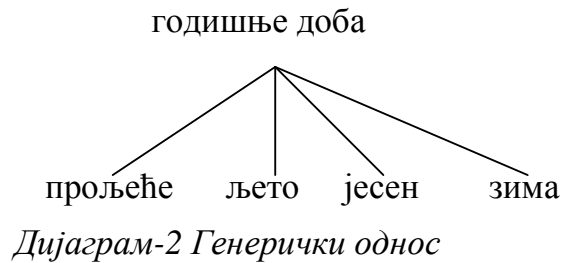 годишње доба
прољеће љето јесен зима
Дијаграм-2 Генерички однос